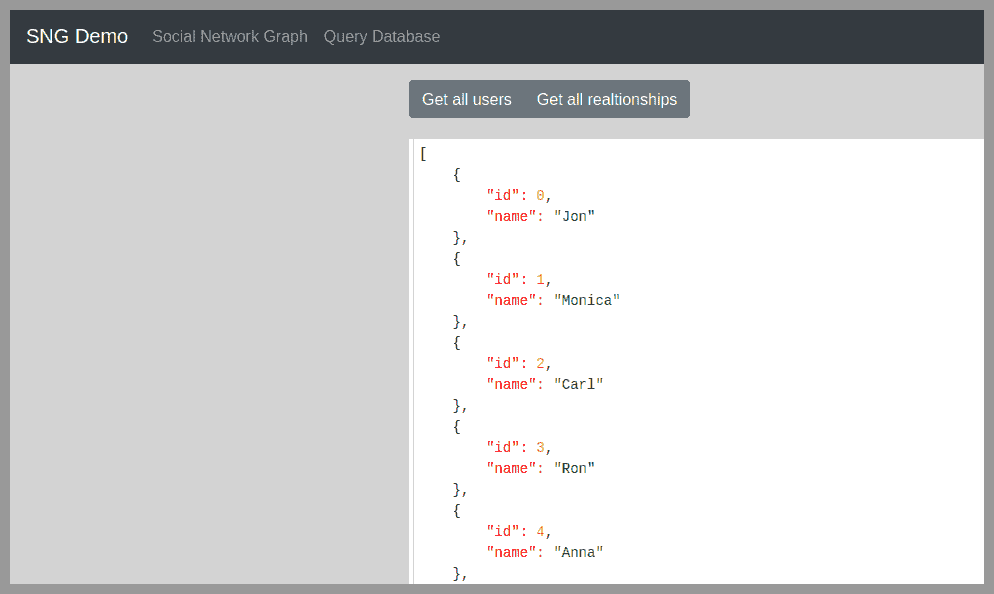 SNG Demo Social Network Graph Query Database
Get all users Get all realtionships
[
    {
        "id": 0,
        "name": "Jon"
    },
    {
        "id": 1,
        "name": "Monica"
    },
    {
        "id": 2,
        "name": "Carl"
    },
    {
        "id": 3,
        "name": "Ron"
    },
    {
        "id": 4,
        "name": "Anna"
    },